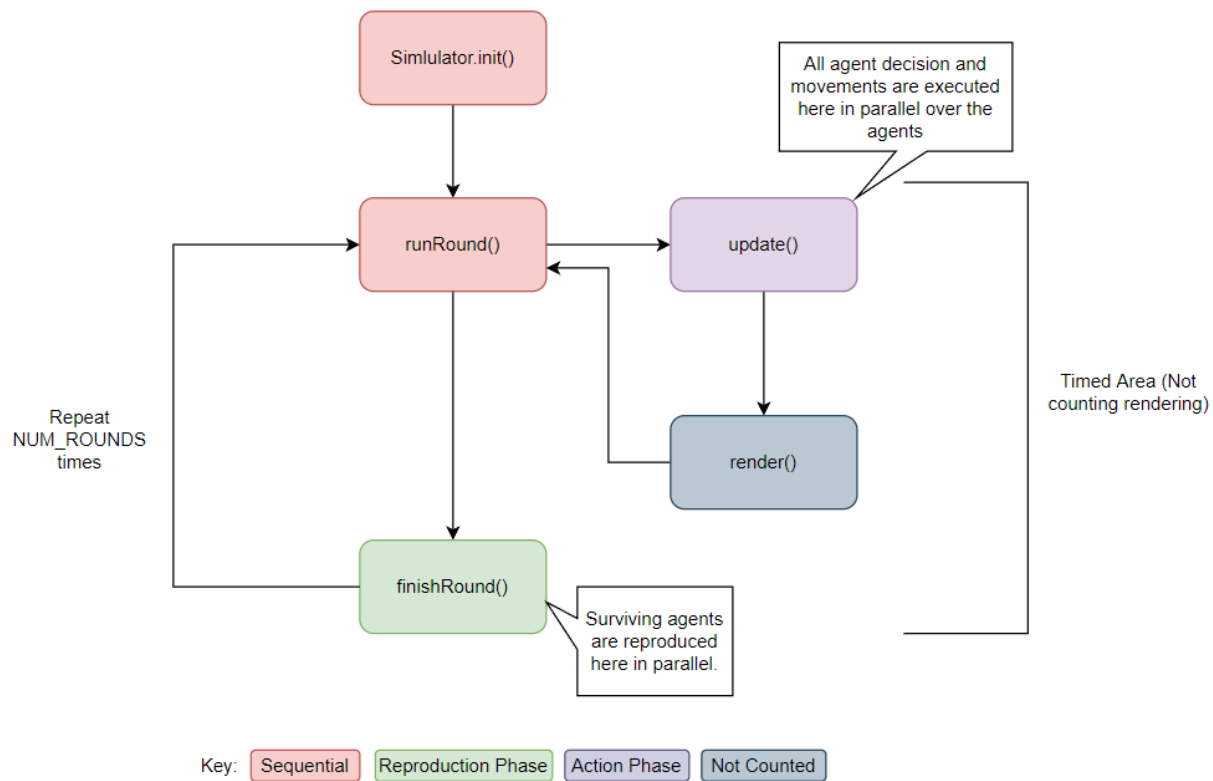 Simlulator.init()
All agent decision and
movements are executed
here in parallel over the
agents
runRound()
update()
Repeat
NUM_ROUNDS
times
Timed Area (Not
counting rendering)
render()
finishRound()
Surviving agents
are reproduced
here in parallel.
Key: Sequential Reproduction Phase Action Phase Not Counted